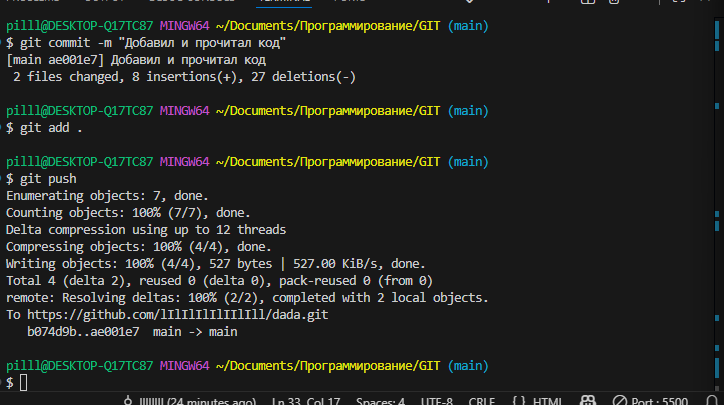 pilll@DESKTOP-Q17TC87 MINGW64 ~/Documents/Программирование/GIT (main)
$ git commit -m "Добавил и прочитал код"
[main ae001e7] Добавил и прочитал код
 2 files changed, 8 insertions(+), 27 deletions(-)
pilll@DESKTOP-Q17TC87 MINGW64 ~/Documents/Программирование/GIT (main)
$ git add .
pilll@DESKTOP-Q17TC87 MINGW64 ~/Documents/Программирование/GIT (main)
$ git push
Enumerating objects: 7, done.
Counting objects: 100% (7/7), done.
Delta compression using up to 12 threads
Compressing objects: 100% (4/4), done.
Writing objects: 100% (4/4), 527 bytes | 527.00 KiB/s, done.
Total 4 (delta 2), reused 0 (delta 0), pack-reused 0 (from 0)
remote: Resolving deltas: 100% (2/2), completed with 2 local objects.
To
   b074d9b..ae001e7  main -> main
pilll@DESKTOP-Q17TC87 MINGW64 ~/Documents/Программирование/GIT (main)
$
(24 minutes ago) Ln 33, Col 17 Spaces: 4 UTF-8 CRLF {} HTML Port : 5500